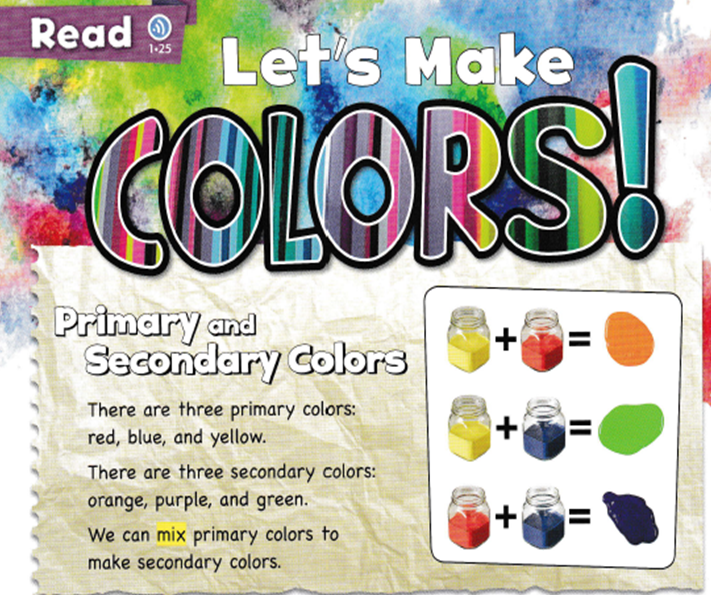 Read
1•25
Let's Make
COLORS!
Primary and
Secondary Colors
There are three primary colors:
red, blue, and yellow.
There are three secondary colors:
orange, purple, and green.
We can mix primary colors to
make secondary colors.
+ =
+ =
+ =